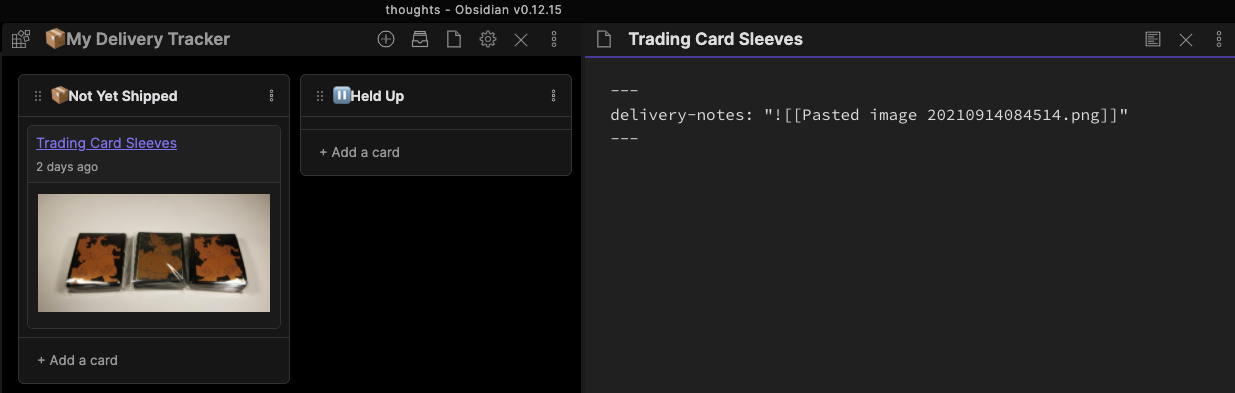 thoughts - Obsidian v0.12.15
📦My Delivery Tracker
📦Not Yet Shipped
Trading Card Sleeves
2 days ago
+ Add a card
⏸️Held Up
+ Add a card
Trading Card Sleeves
---
delivery-notes: "![[Pasted image 20210914084514.png]]"
---